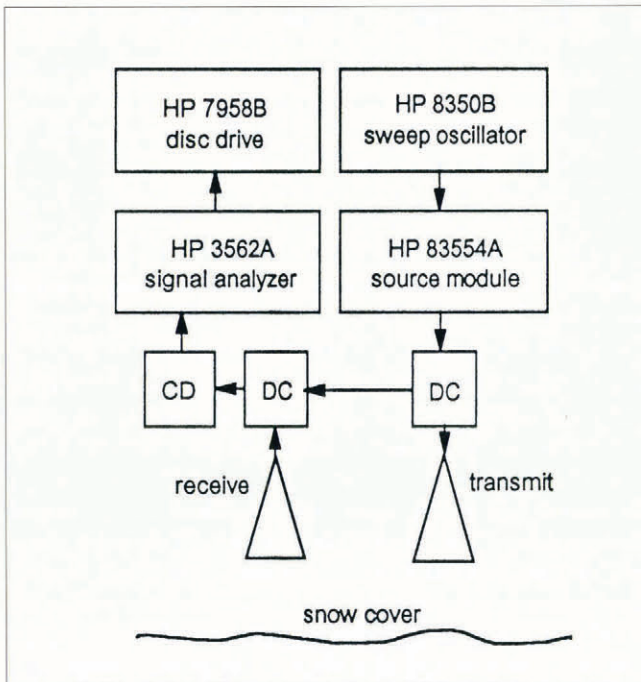 HP 7958B
disc drive
HP 8350B
sweep oscillator
HP 3562A
signal analyzer
HP 83554A
source module
CD
DC
DC
receive
transmit
snow cover